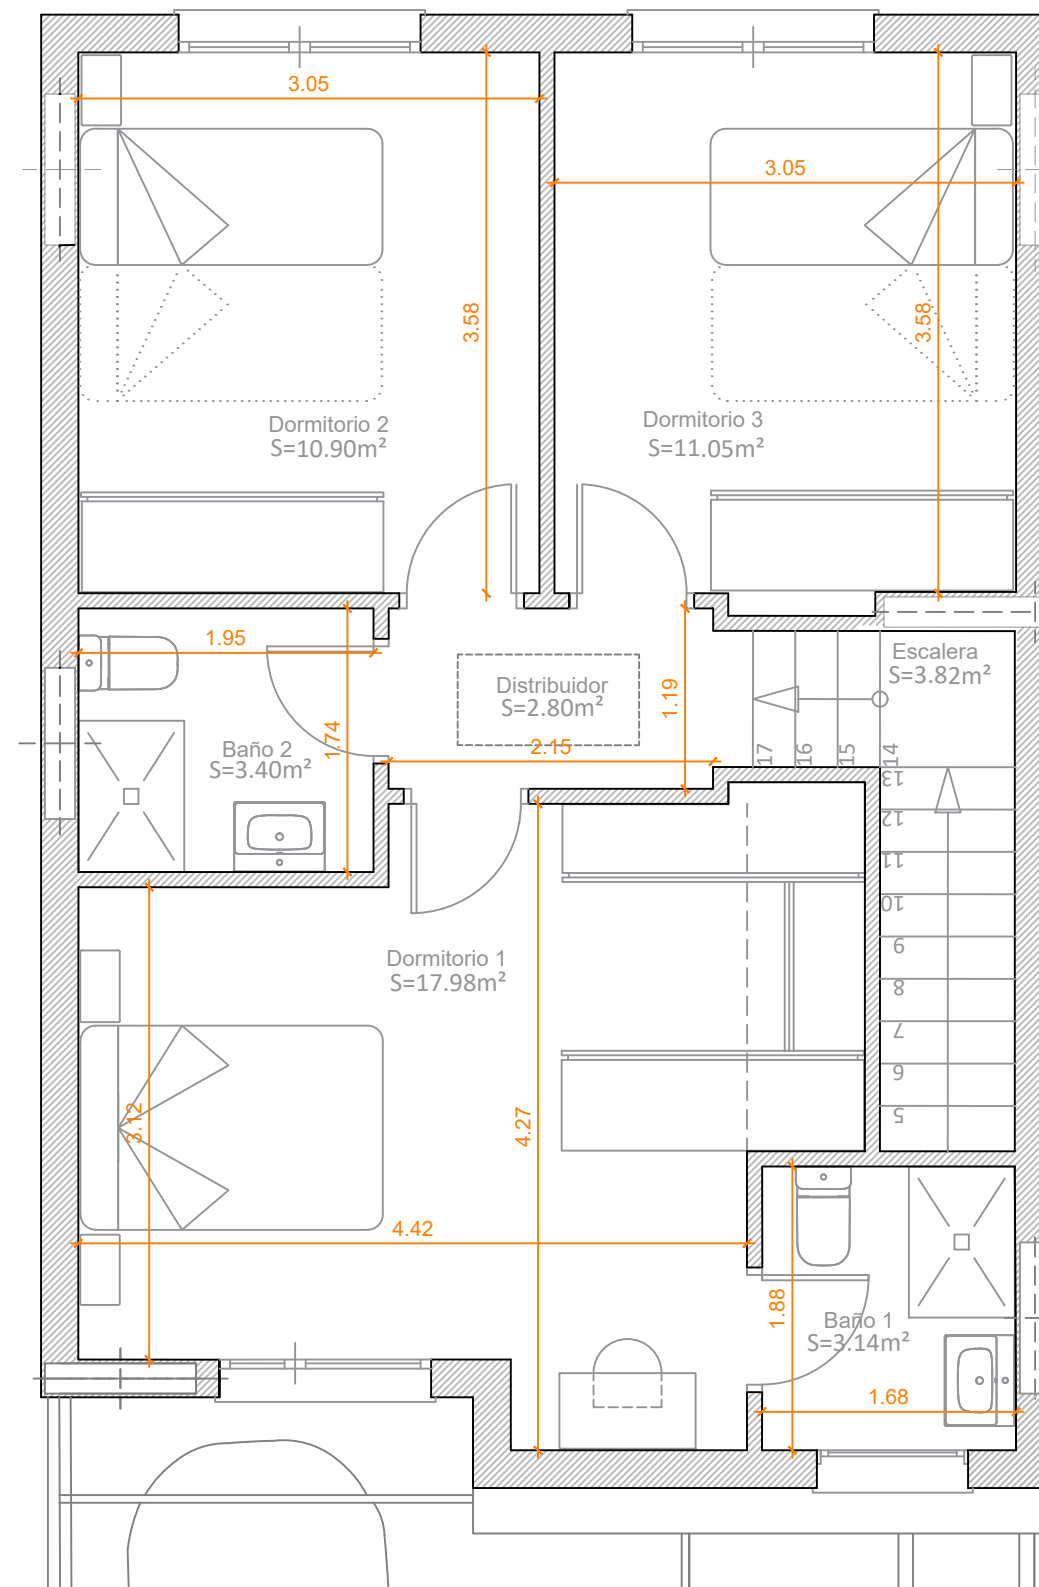 3.05
3.05
3.58
3.58
Dormitorio 2
S=10.90m²
Dormitorio 3
S=11.05m²
1.95
1.74
Baño 2
S=3.40m²
Distribuidor
S=2.80m²
2.15
1.19
Escalera
S=3.82m²
17
16
15
14
13
12
11
10
9
8
7
6
5
Dormitorio 1
S=17.98m²
3.12
4.27
4.42
1.88
Baño 1
S=3.14m²
1.68